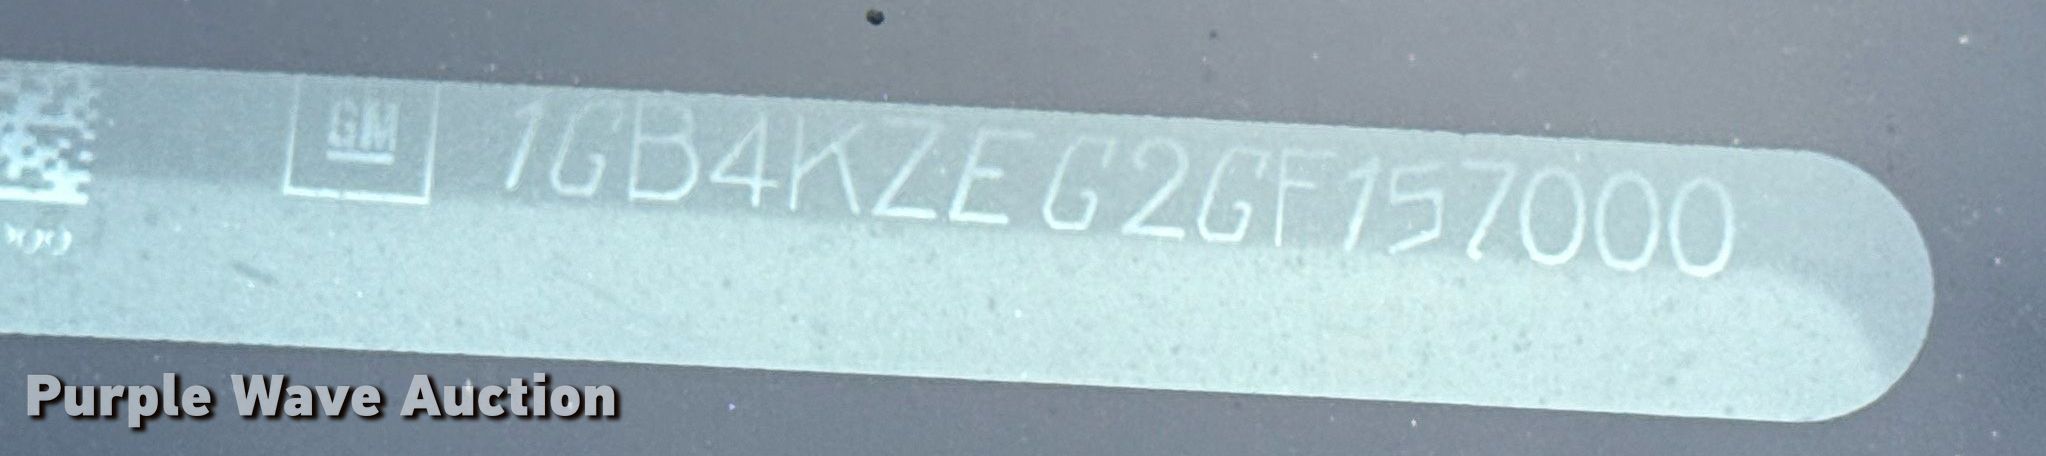 GM 1GB4KZEG2GF157000
Purple Wave Auction